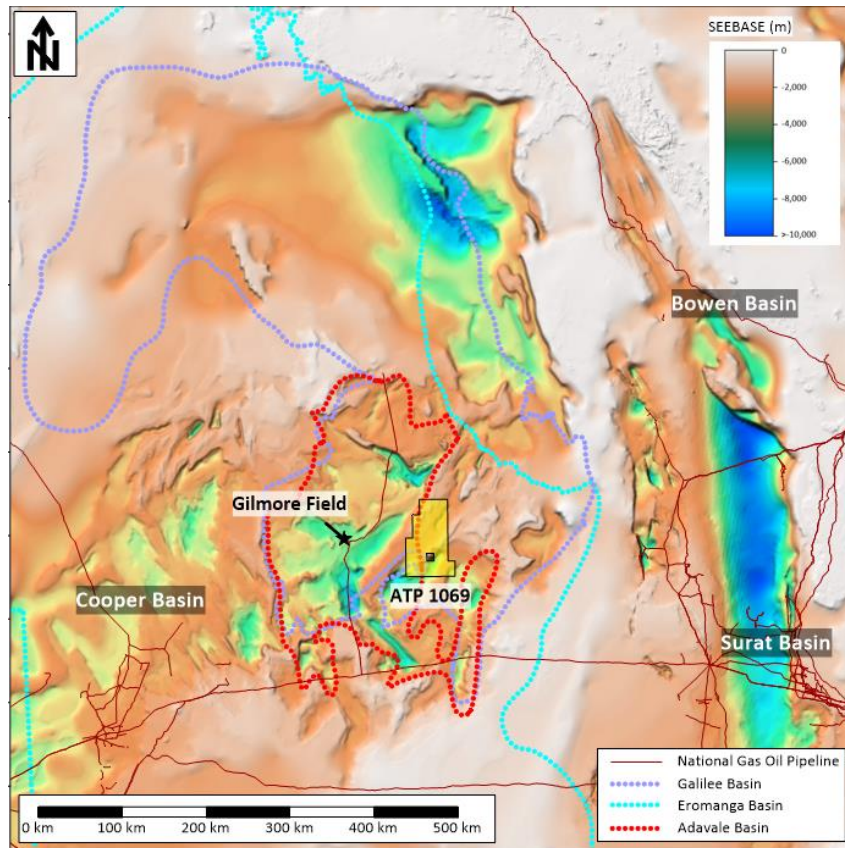 N
SEEBASE (m)
0
-2,000
-4,000
-6,000
-8,000
>-10,000
Bowen Basin
Gilmore Field
Cooper Basin
ATP 1069
Surat Basin
National Gas Oil Pipeline
Galilee Basin
Eromanga Basin
Adavale Basin
0 km 100 km 200 km 300 km 400 km 500 km